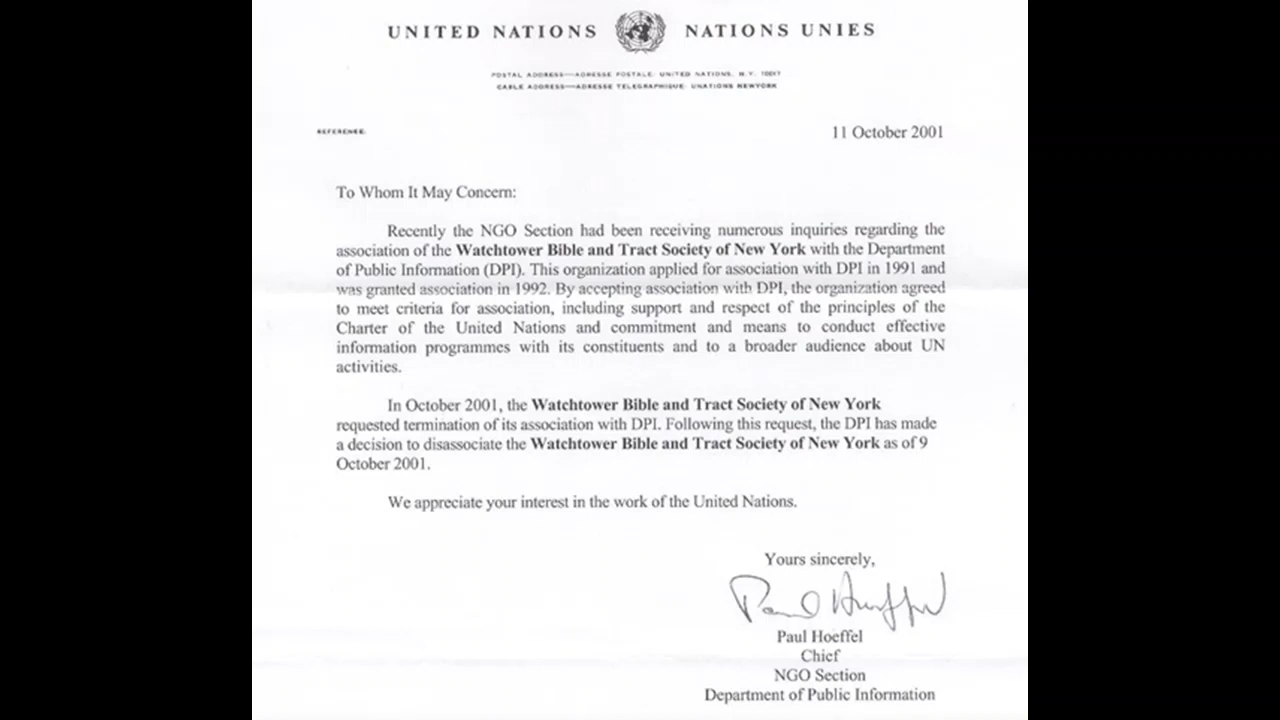 UNITED NATIONS NATIONS UNIES
POSTAL ADDRESS—ADRESSE POSTALE: UNITED NATIONS, N.Y. 10017
CABLE ADDRESS—ADRESSE TELEGRAPHIQUE: UNATIONS NEWYORK
REFERENCE:
11 October 2001
To Whom It May Concern:
Recently the NGO Section had been receiving numerous inquiries regarding the
association of the Watchtower Bible and Tract Society of New York with the Department
of Public Information (DPI). This organization applied for association with DPI in 1991 and
was granted association in 1992. By accepting association with DPI, the organization agreed
to meet criteria for association, including support and respect of the principles of the
Charter of the United Nations and commitment and means to conduct effective
information programmes with its constituents and to a broader audience about UN
activities.
In October 2001, the Watchtower Bible and Tract Society of New York
requested termination of its association with DPI. Following this request, the DPI has made
a decision to disassociate the Watchtower Bible and Tract Society of New York as of 9
October 2001.
We appreciate your interest in the work of the United Nations.
Yours sincerely,
Paul Hoeffel
Paul Hoeffel
Chief
NGO Section
Department of Public Information